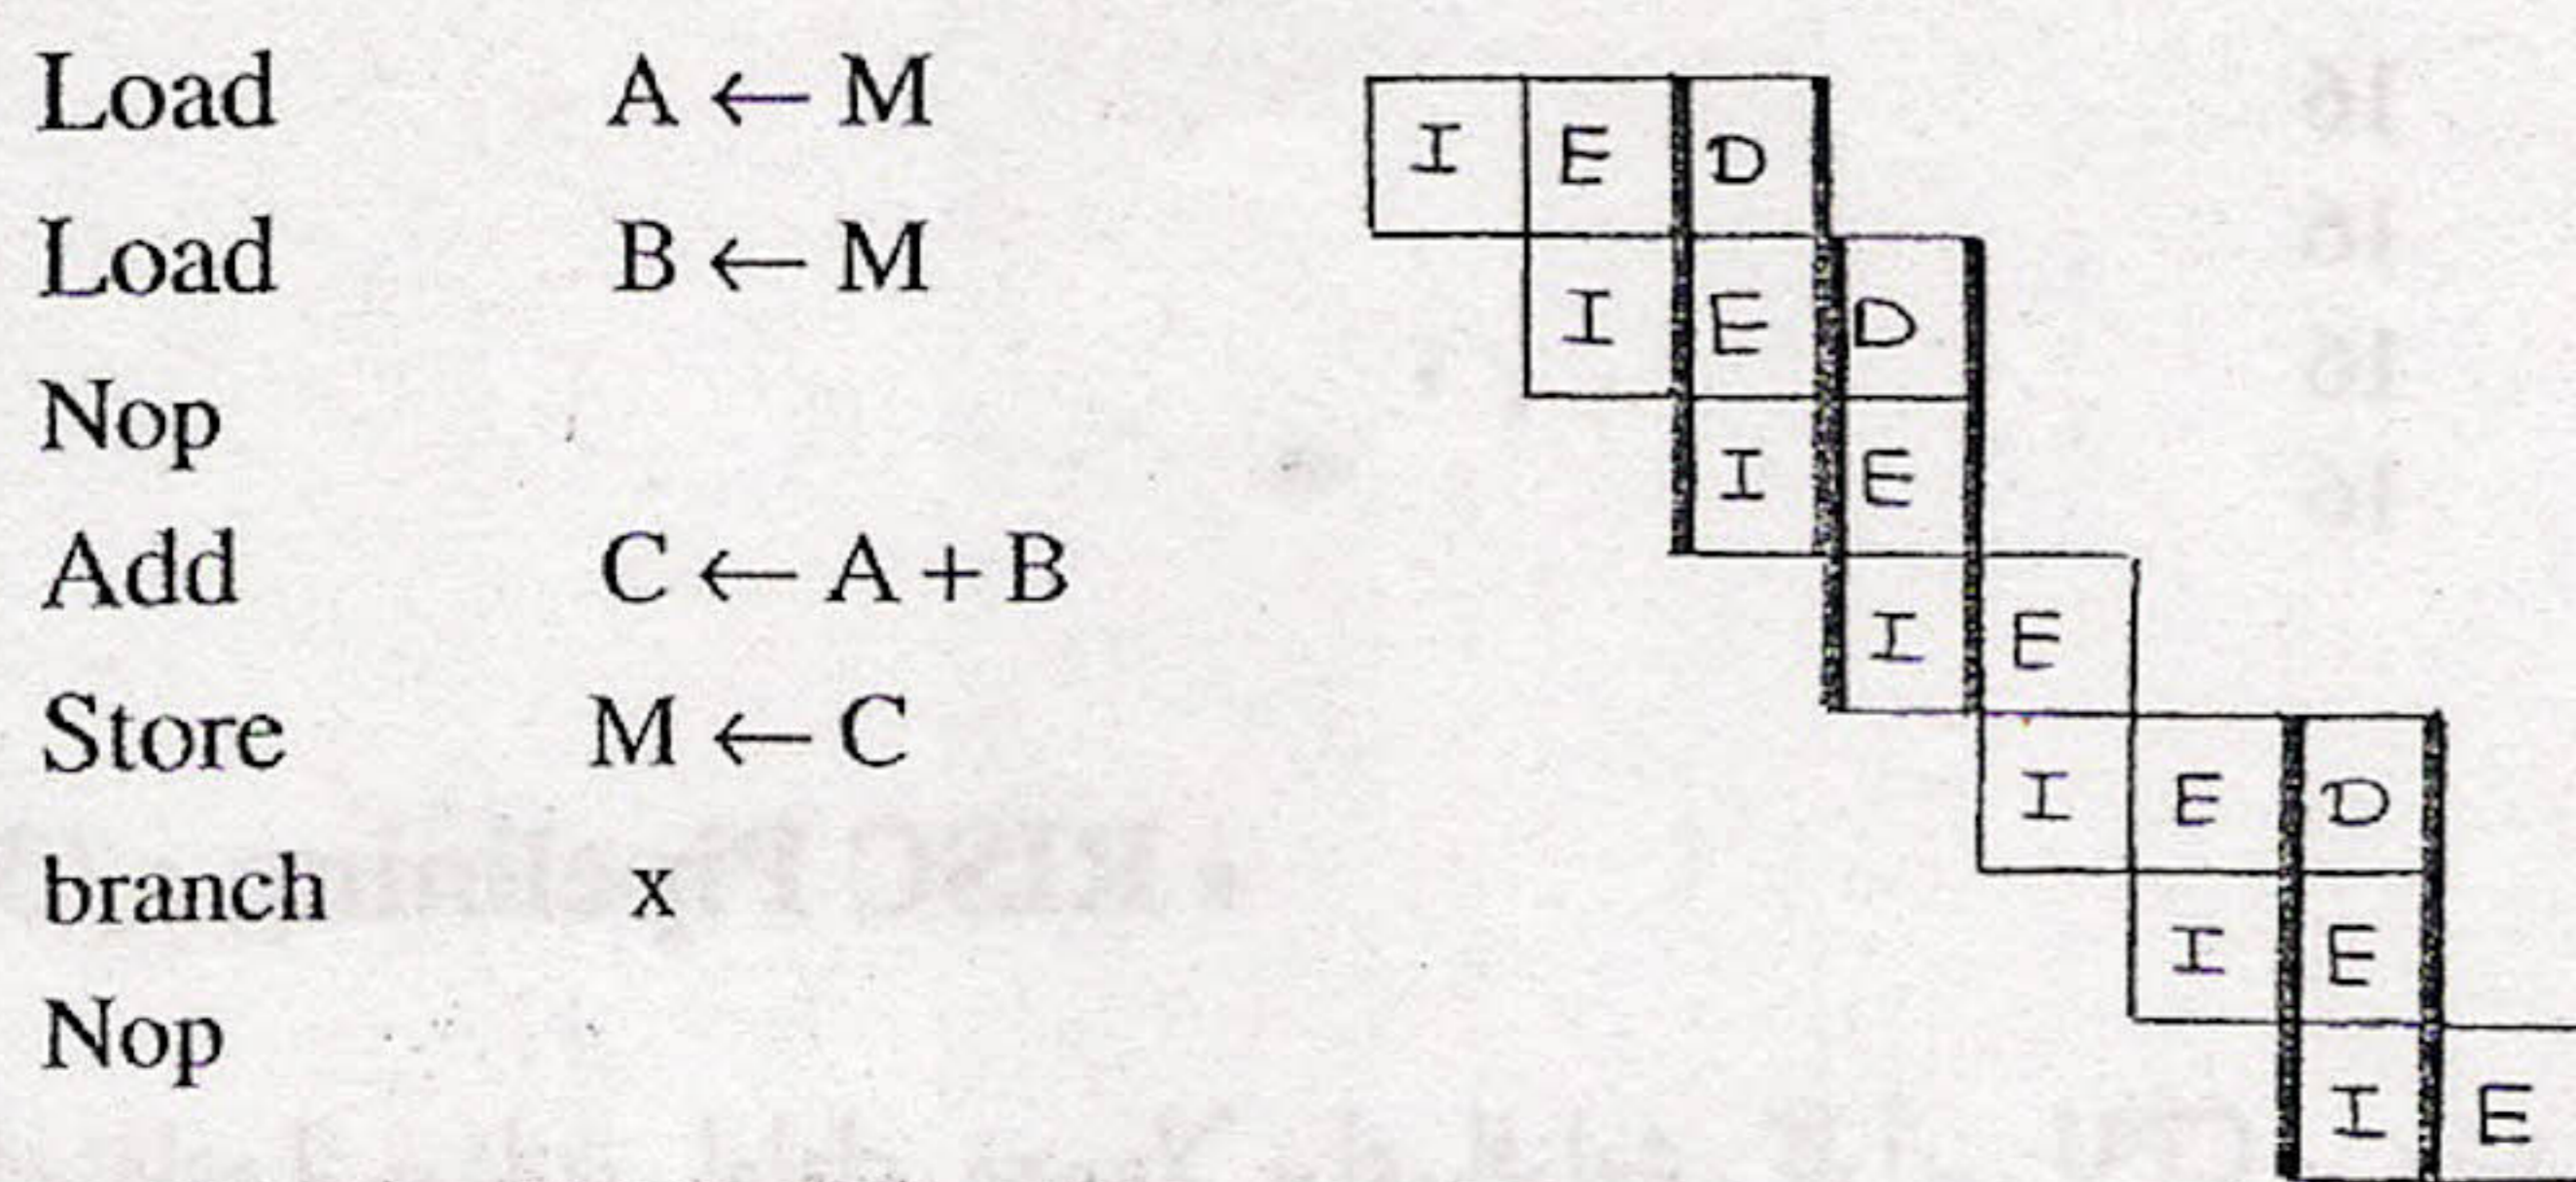 Load A ← M I E D
Load B ← M I E D
Nop I E
Add C ← A + B I E
Store M ← C I E D
branch x I E
Nop I E